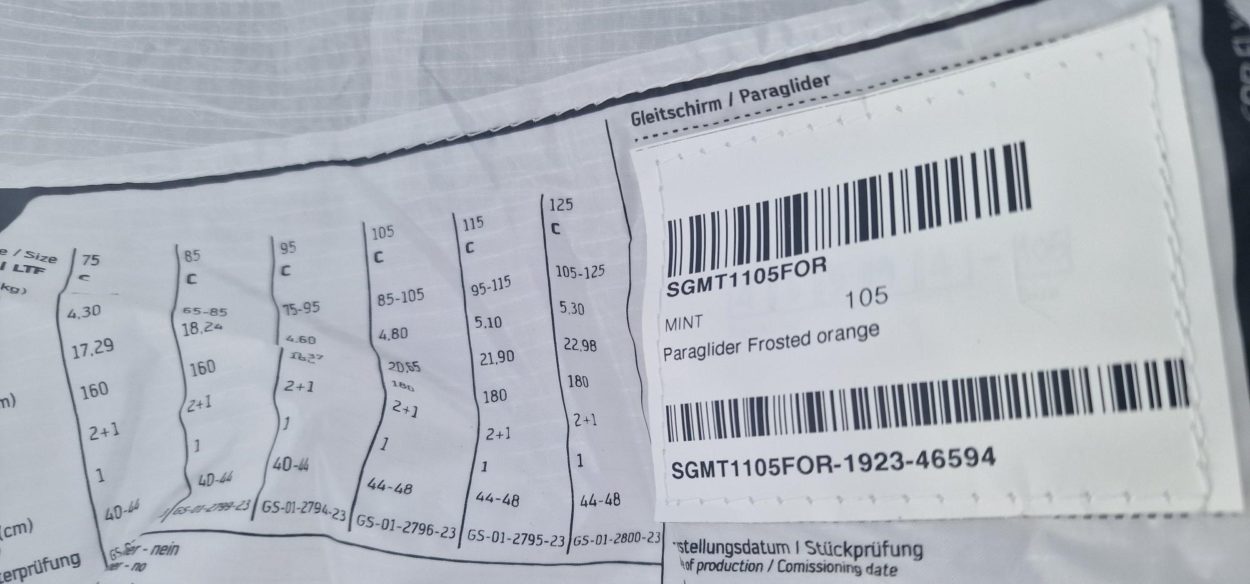 Gleitschirm / Paraglider
SGMT1105FOR
105
MINT
Paraglider Frosted orange
SGMT1105FOR-1923-46594
/ Size 75 85 95 105 115 125
LTF C C C C C C
kg) 65-85 75-95 85-105 95-115 105-125
4,30 4,60 4,80 5,10 5,30
17,29 18,24 21,90 22,98
160 160 180 180 180
2+1 2+1 2+1 2+1 2+1 2+1
1 1 1 1 1 1
(cm) 40-44 40-44 40-44 44-48 44-48 44-48
GS-01-2794-23 GS-01-2796-23 GS-01-2795-23 GS-01-2800-23
erprüfung - nein
- no
stellungsdatum / Stückprüfung
of production / Comissioning date